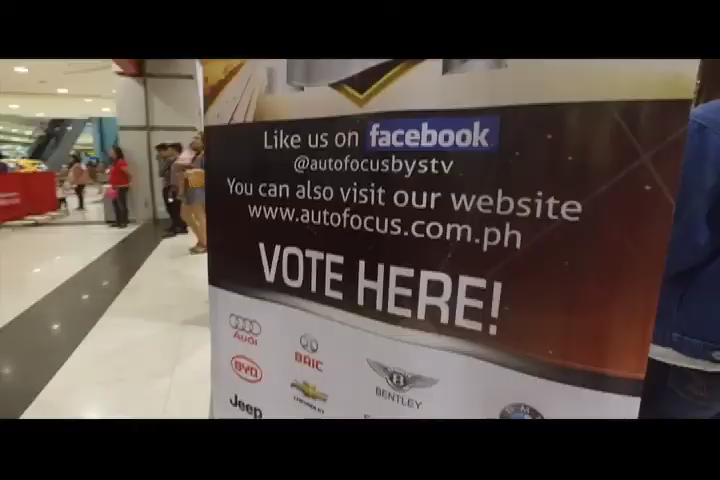 Like us on facebook
@autofocusbystv
You can also visit our website
www.autofocus.com.ph
VOTE HERE!
Audi
BAIC
BENTLEY
BYD
CHEVROLET
Jeep